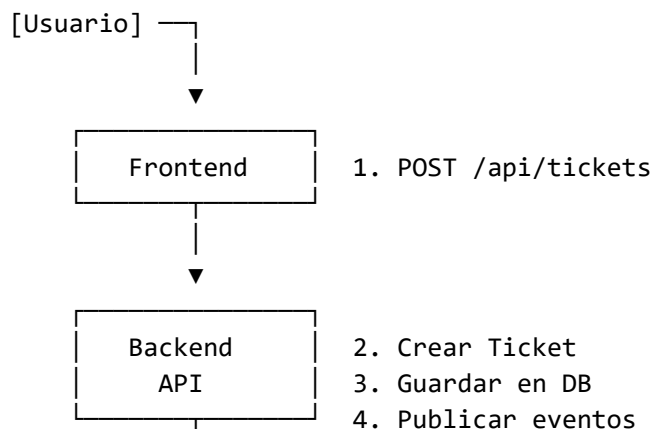 [Usuario]
Frontend 1. POST /api/tickets
Backend 2. Crear Ticket
API 3. Guardar en DB
4. Publicar eventos